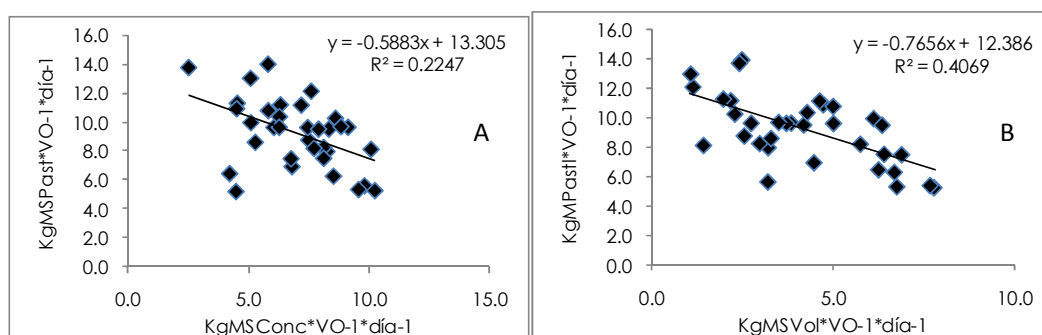 y = -0.5883x + 13.305
R² = 0.2247
A
KgMSPast*VO-1*día-1
16.0
14.0
12.0
10.0
8.0
6.0
4.0
2.0
0.0
0.0 5.0 10.0 15.0
KgMSConc*VO-1*día-1
y = -0.7656x + 12.386
R² = 0.4069
B
KgMPastI*VO-1*día-1
16.0
14.0
12.0
10.0
8.0
6.0
4.0
2.0
0.0
0.0 5.0 10.0
KgMSVol*VO-1*día-1